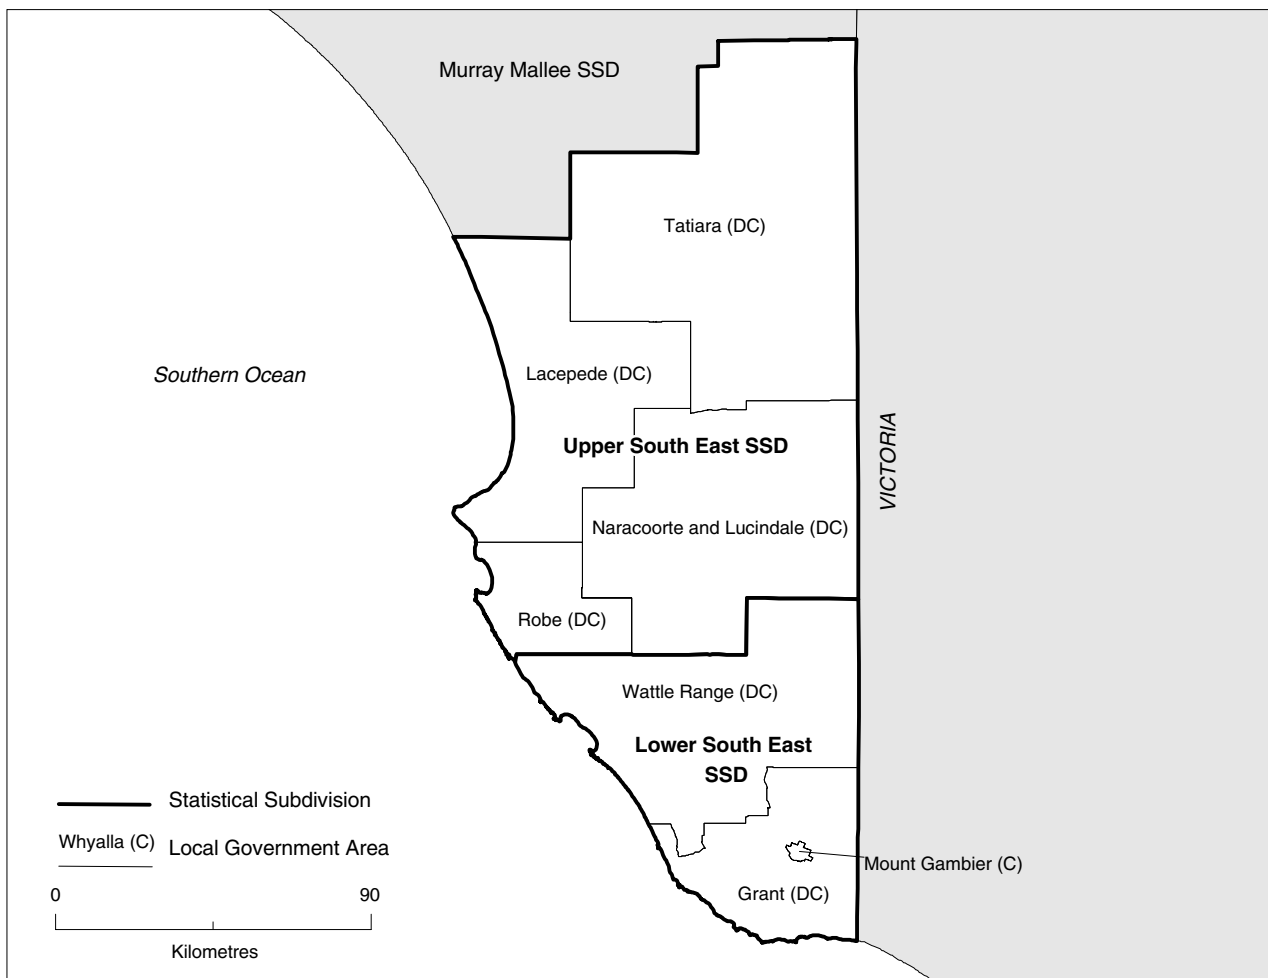 Murray Mallee SSD
Tatiara (DC)
Southern Ocean
Lacepede (DC)
VICTORIA
Upper South East SSD
Naracoorte and Lucindale (DC)
Robe (DC)
Wattle Range (DC)
Lower South East
SSD
Statistical Subdivision
Whyalla (C)
Local Government Area
Mount Gambier (C)
Grant (DC)
0
90
Kilometres